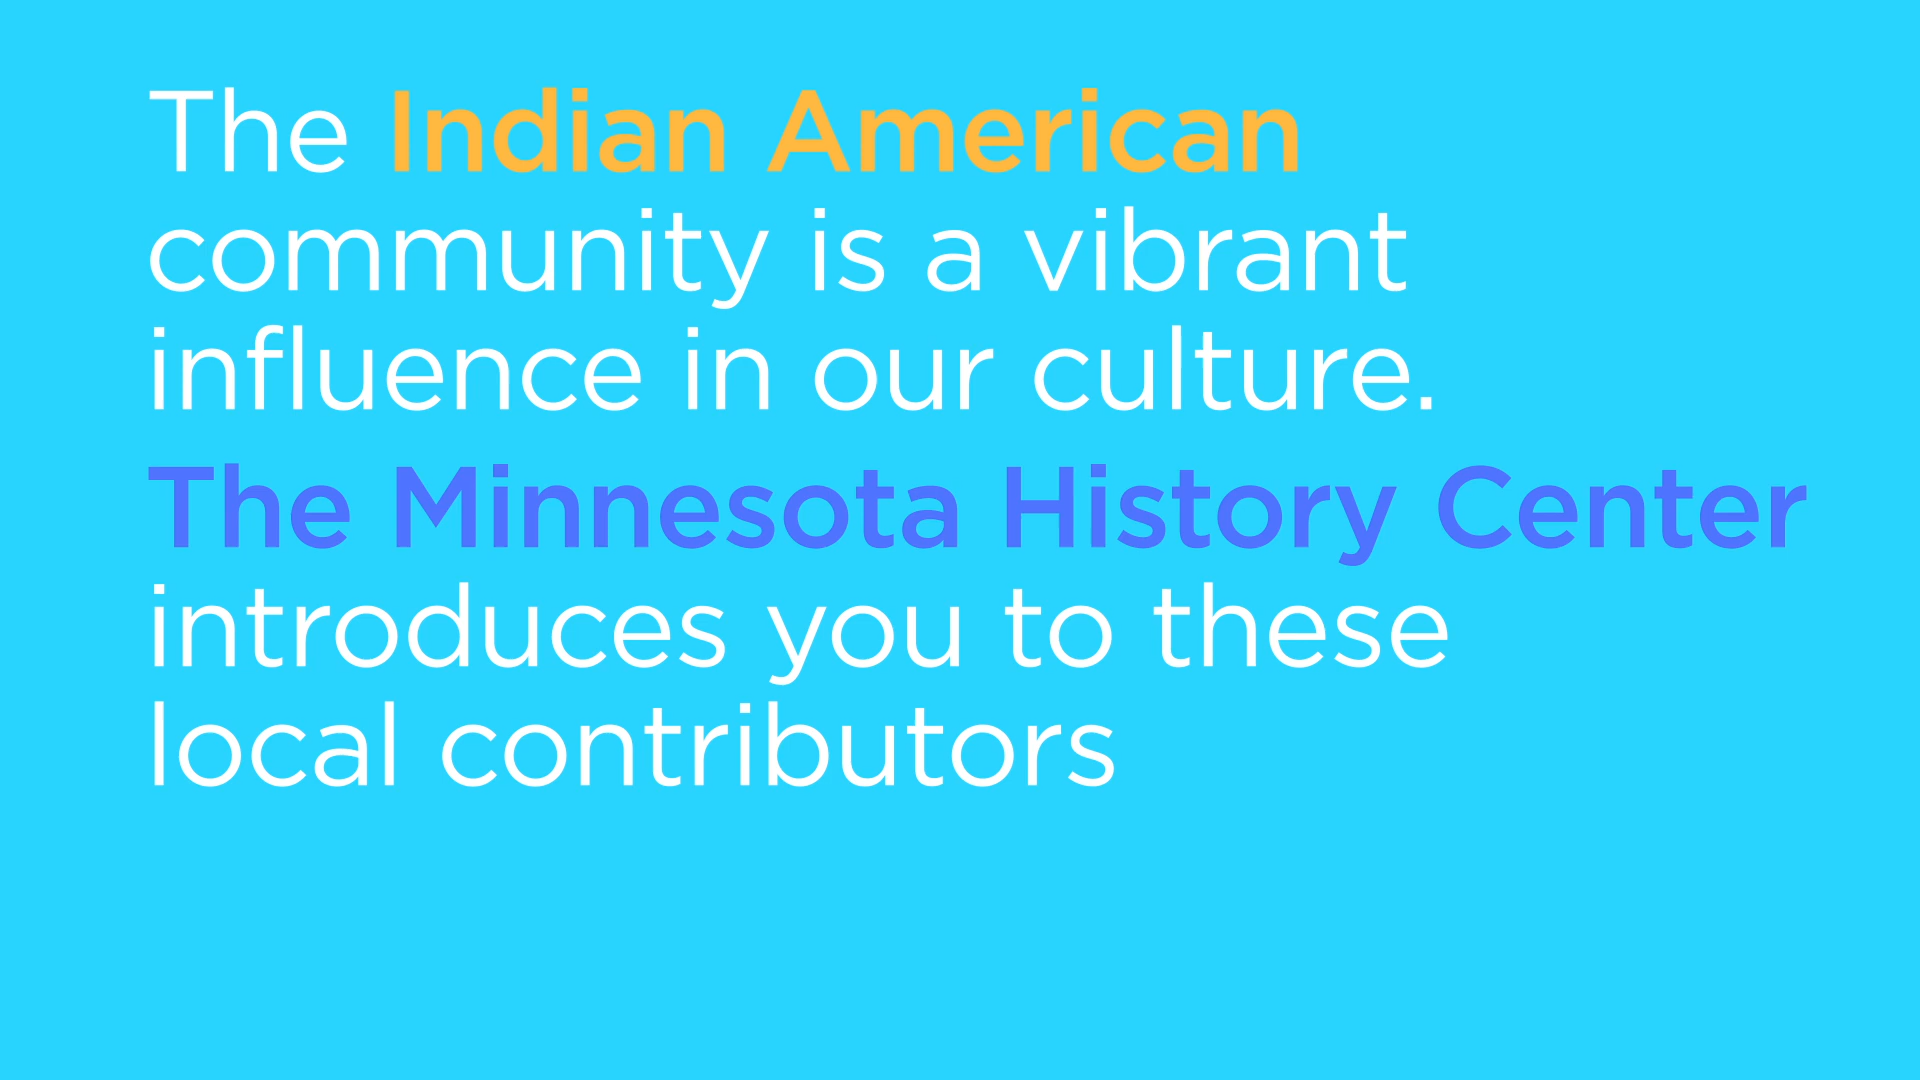 The Indian American
community is a vibrant
influence in our culture.
The Minnesota History Center
introduces you to these
local contributors